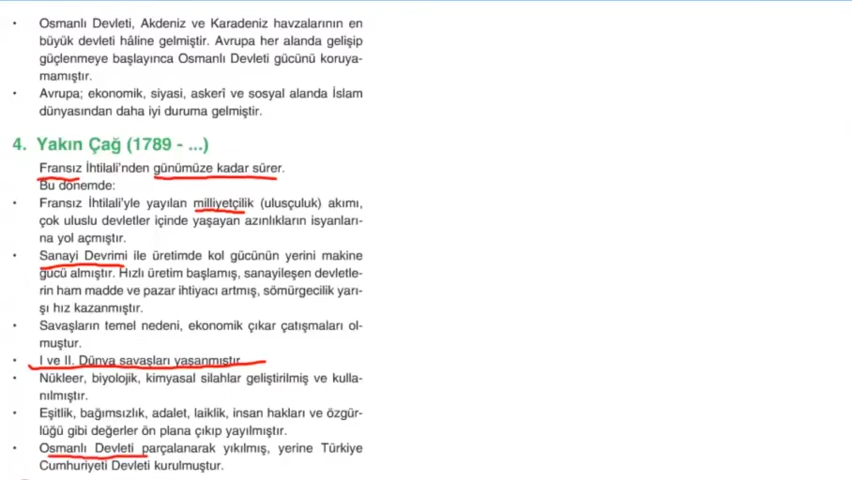 • Osmanlı Devleti, Akdeniz ve Karadeniz havzalarının en
büyük devleti hâline gelmiştir. Avrupa her alanda gelişip
güçlenmeye başlayınca Osmanlı Devleti gücünü koruya-
mamıştır.
• Avrupa; ekonomik, siyasi, askerî ve sosyal alanda İslam
dünyasından daha iyi duruma gelmiştir.
4. Yakın Çağ (1789 - ...)
Fransız İhtilali'nden günümüze kadar sürer.
Bu dönemde:
• Fransız İhtilali'yle yayılan milliyetçilik (ulusçuluk) akımı,
çok uluslu devletler içinde yaşayan azınlıkların isyanları-
na yol açmıştır.
• Sanayi Devrimi ile üretimde kol gücünün yerini makine
gücü almıştır. Hızlı üretim başlamış, sanayileşen devletle-
rin ham madde ve pazar ihtiyacı artmış, sömürgecilik yarı-
şı hız kazanmıştır.
• Savaşların temel nedeni, ekonomik çıkar çatışmaları ol-
muştur.
• I ve II. Dünya savaşları yaşanmıştır.
• Nükleer, biyolojik, kimyasal silahlar geliştirilmiş ve kulla-
nılmıştır.
• Eşitlik, bağımsızlık, adalet, laiklik, insan hakları ve özgür-
lüğü gibi değerler ön plana çıkıp yayılmıştır.
• Osmanlı Devleti parçalanarak yıkılmış, yerine Türkiye
Cumhuriyeti Devleti kurulmuştur.